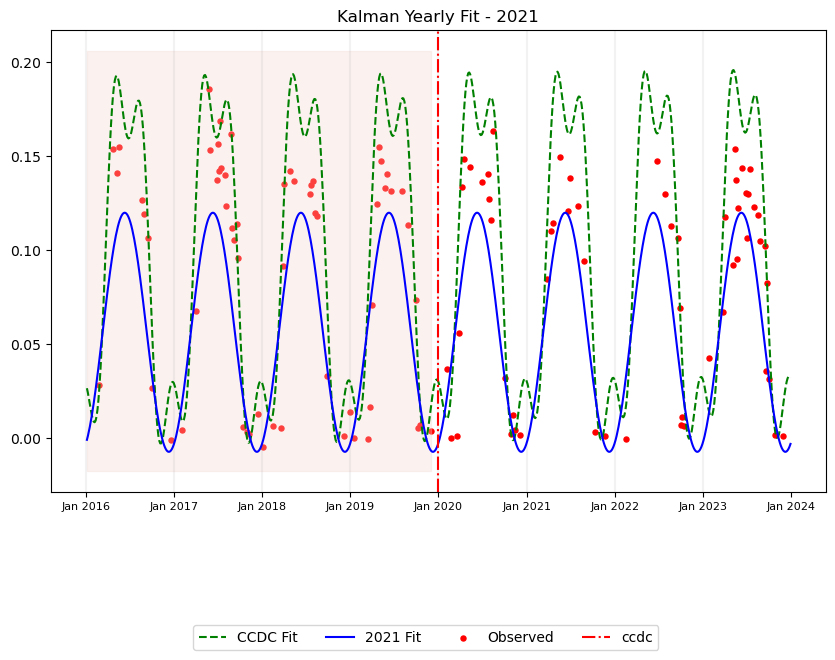 Kalman Yearly Fit - 2021
0.20
0.15
0.10
0.05
0.00
Jan 2016 Jan 2017 Jan 2018 Jan 2019 Jan 2020 Jan 2021 Jan 2022 Jan 2023 Jan 2024
CCDC Fit 2021 Fit Observed ccdc